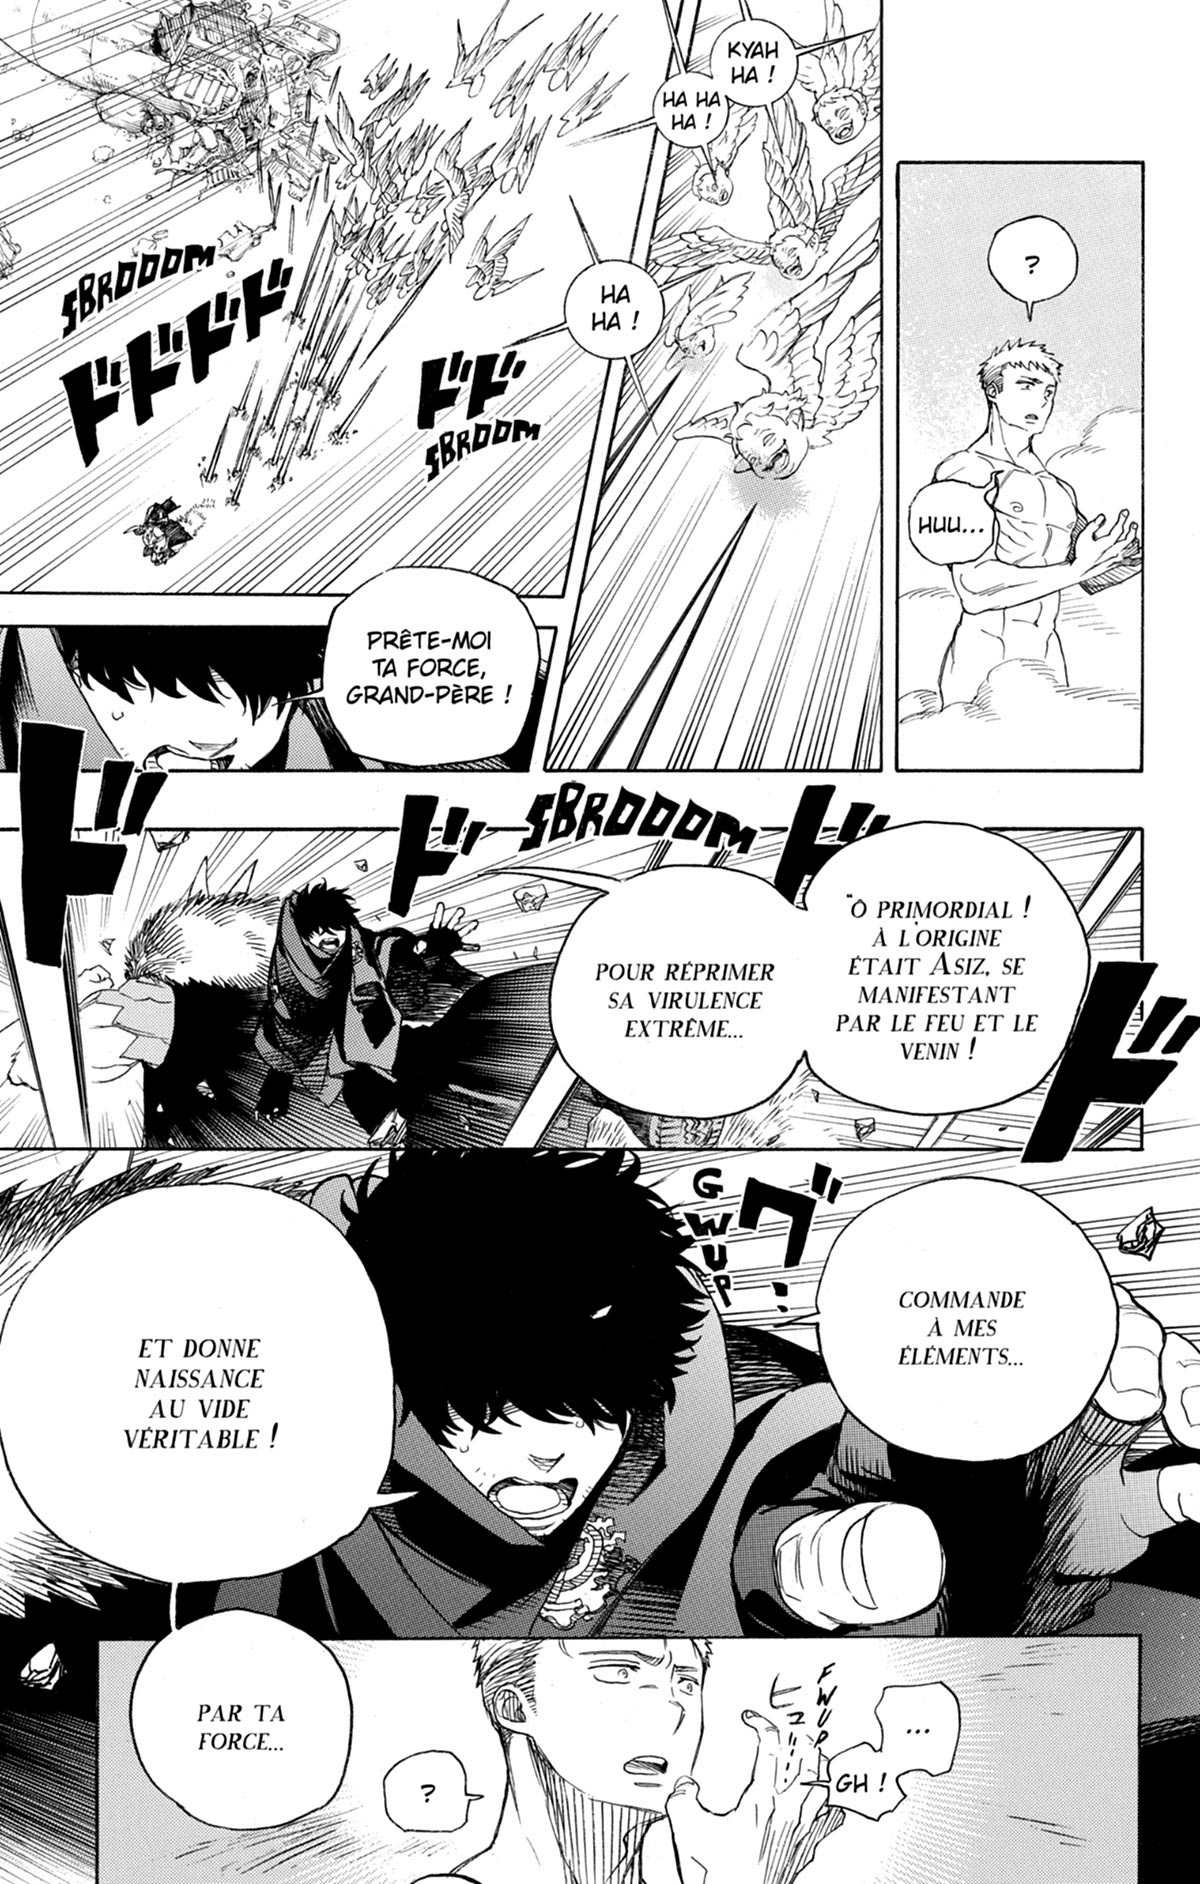 ?
HUU...
KYAH
HA !
HA HA
HA !
HA
HA !
SBROOOM
ドドドド
ドド
SBROOM
PRÊTE-MOI
TA FORCE,
GRAND-PÈRE !
ド
SBROOOM
ド
ド
ド
"Ô PRIMORDIAL !
À L'ORIGINE
ÉTAIT ASIZ, SE
MANIFESTANT
PAR LE FEU ET LE
VENIN !
POUR RÉPRIMER
SA VIRULENCE
EXTRÊME...
GWUP
グ
COMMANDE
À MES
ÉLÉMENTS...
ET DONNE
NAISSANCE
AU VIDE
VÉRITABLE !
...
GH !
FWUP
ヒュ
?
PAR TA
FORCE...